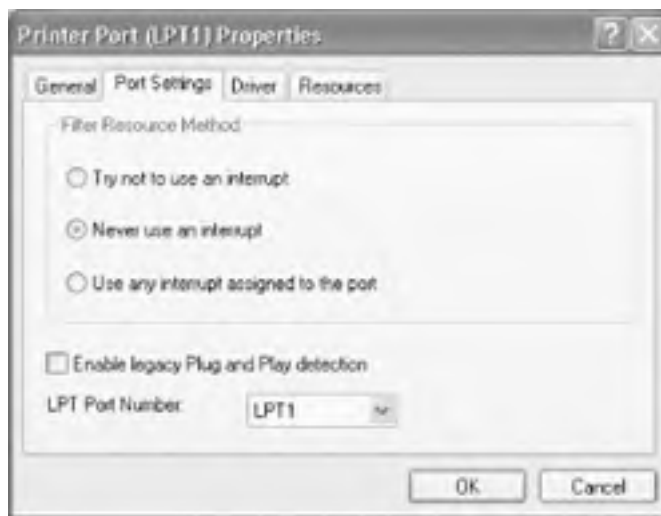 Printer Port (LPT1) Properties
General Port Settings Driver Resources
Filter Resource Method
Try not to use an interrupt
Never use an interrupt
Use any interrupt assigned to the port
Enable legacy Plug and Play detection
LPT Port Number: LPT1
OK Cancel